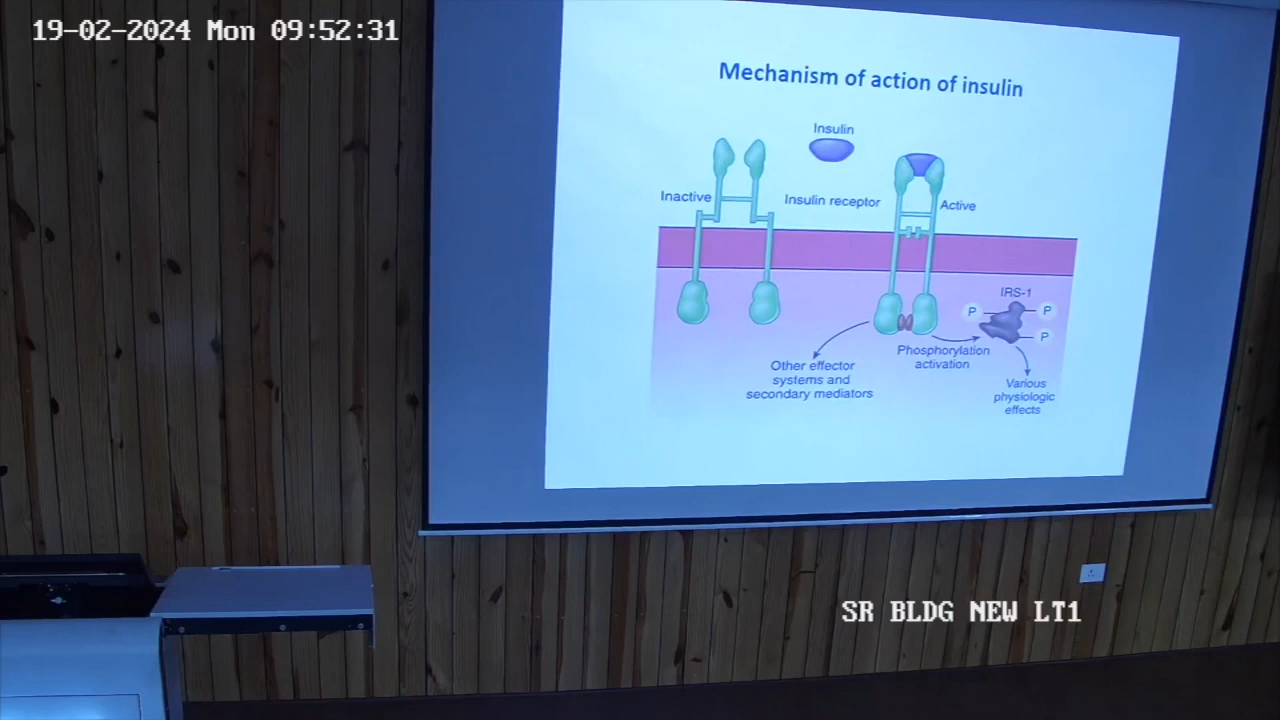 19-02-2024 Mon 09:52:31
Mechanism of action of insulin
Insulin
Inactive
Insulin receptor
Active
IRS-1
P
P
P
Phosphorylation
activation
Other effector
systems and
secondary mediators
Various
physiologic
effects
SR BLDG NEW LT1